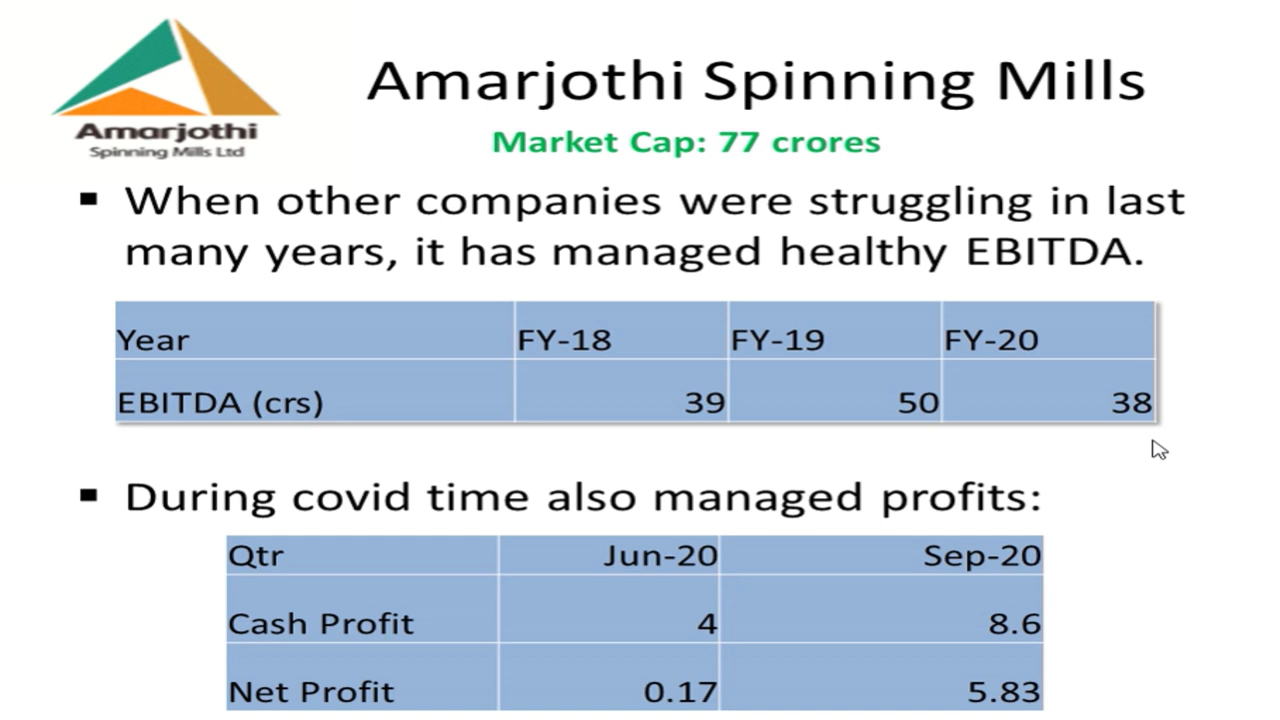 Amarjothi
Spinning Mills Ltd
Amarjothi Spinning Mills
Market Cap: 77 crores
▪ When other companies were struggling in last
many years, it has managed healthy EBITDA.
Year FY-18 FY-19 FY-20
EBITDA (crs) 39 50 38
▪ During covid time also managed profits:
Qtr Jun-20 Sep-20
Cash Profit 4 8.6
Net Profit 0.17 5.83